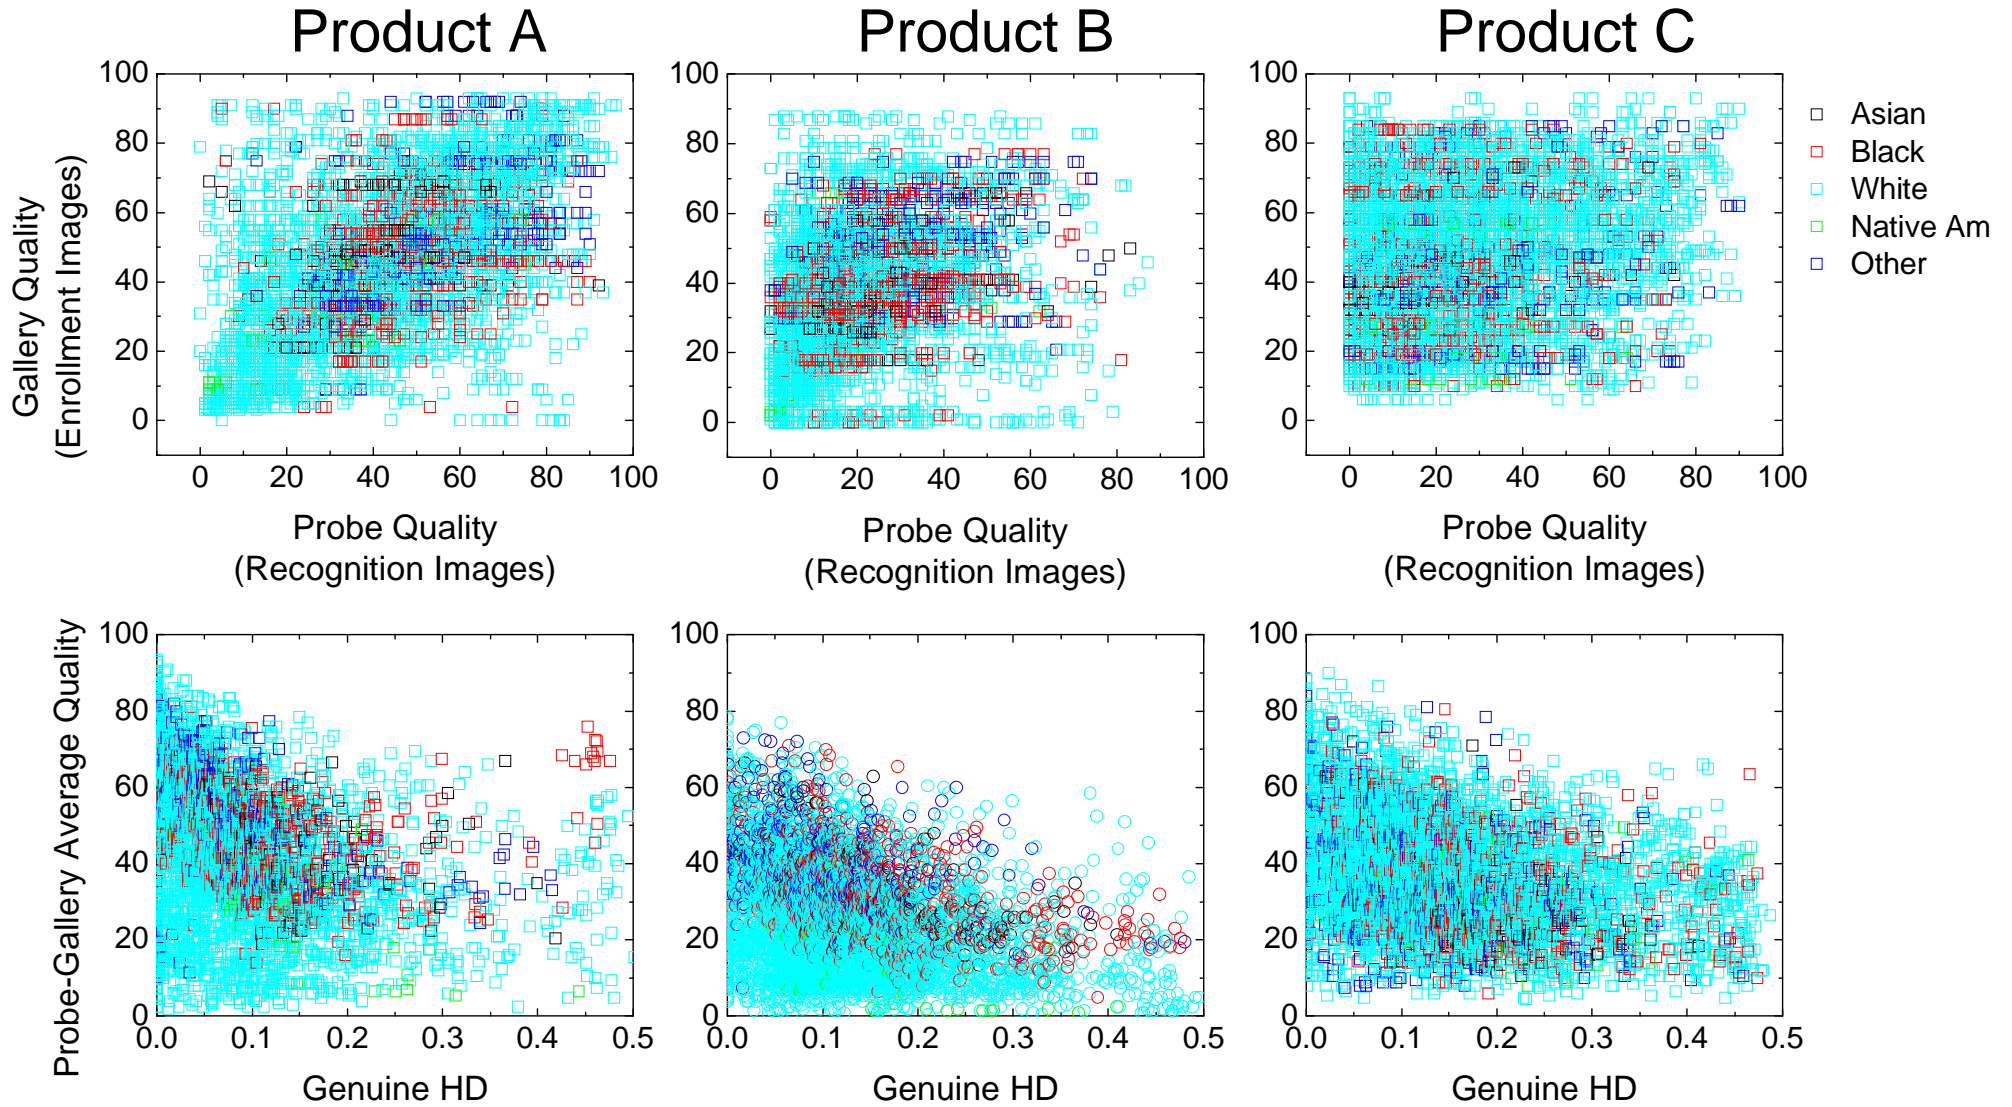 Product A
Product B
Product C
100
80
60
40
20
0
0 20 40 60 80 100
Gallery Quality
(Enrollment Images)
Probe Quality
(Recognition Images)
100
80
60
40
20
0
0 20 40 60 80 100
Probe Quality
(Recognition Images)
100
80
60
40
20
0
0 20 40 60 80 100
Probe Quality
(Recognition Images)
Asian
Black
White
Native Am
Other
Probe-Gallery Average Quality
100
80
60
40
20
0
0.0 0.1 0.2 0.3 0.4 0.5
Genuine HD
100
80
60
40
20
0
0.0 0.1 0.2 0.3 0.4 0.5
Genuine HD
100
80
60
40
20
0
0.0 0.1 0.2 0.3 0.4 0.5
Genuine HD